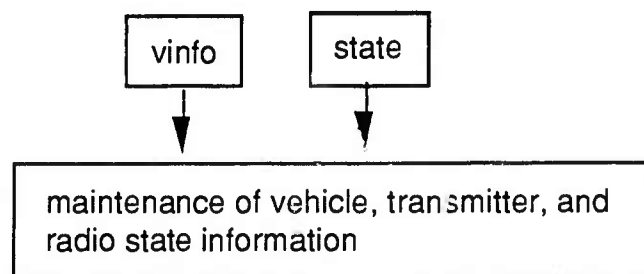 vinfo
state
maintenance of vehicle, transmitter, and
radio state information